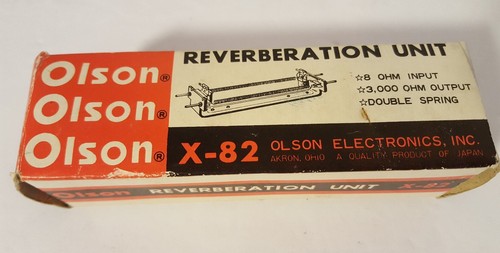 REVERBERATION UNIT
Olson®
Olson®
Olson®
☆8 OHM INPUT
☆3,000 OHM OUTPUT
☆DOUBLE SPRING
X-82 OLSON ELECTRONICS, INC.
AKRON, OHIO A QUALITY PRODUCT OF JAPAN
Olson REVERBERATION UNIT X-82